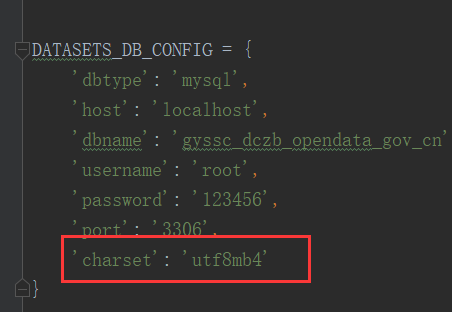 DATASETS_DB_CONFIG = {
'dbtype': 'mysql',
'host': 'localhost',
'dbname': 'gyssc_dczb_opendata_gov_cn'
'username': 'root',
'password': '123456',
'port': '3306',
'charset': 'utf8mb4'
}